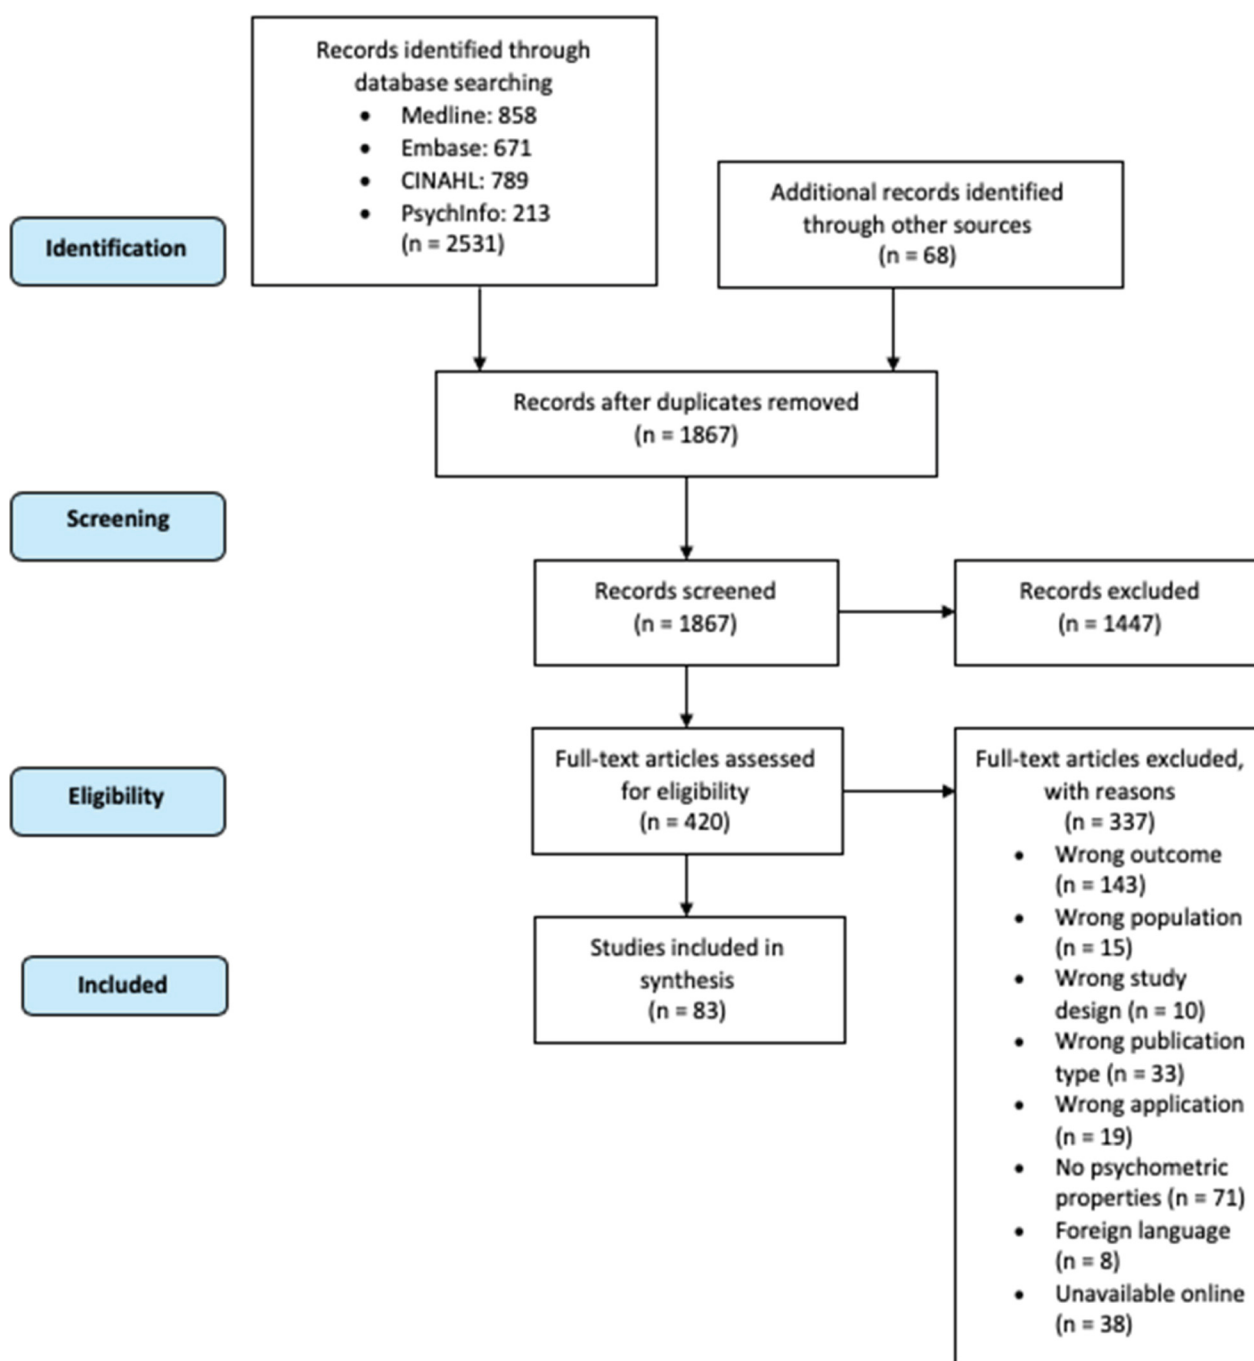 Records identified through
database searching
• Medline: 858
• Embase: 671
• CINAHL: 789
• PsychInfo: 213
(n = 2531)
Additional records identified
through other sources
(n = 68)
Identification
Records after duplicates removed
(n = 1867)
Screening
Records screened
(n = 1867)
Records excluded
(n = 1447)
Full-text articles assessed
for eligibility
(n = 420)
Eligibility
Full-text articles excluded,
with reasons
(n = 337)
• Wrong outcome
(n = 143)
• Wrong population
(n = 15)
• Wrong study
design (n = 10)
• Wrong publication
type (n = 33)
• Wrong application
(n = 19)
• No psychometric
properties (n = 71)
• Foreign language
(n = 8)
• Unavailable online
(n = 38)
Included
Studies included in
synthesis
(n = 83)